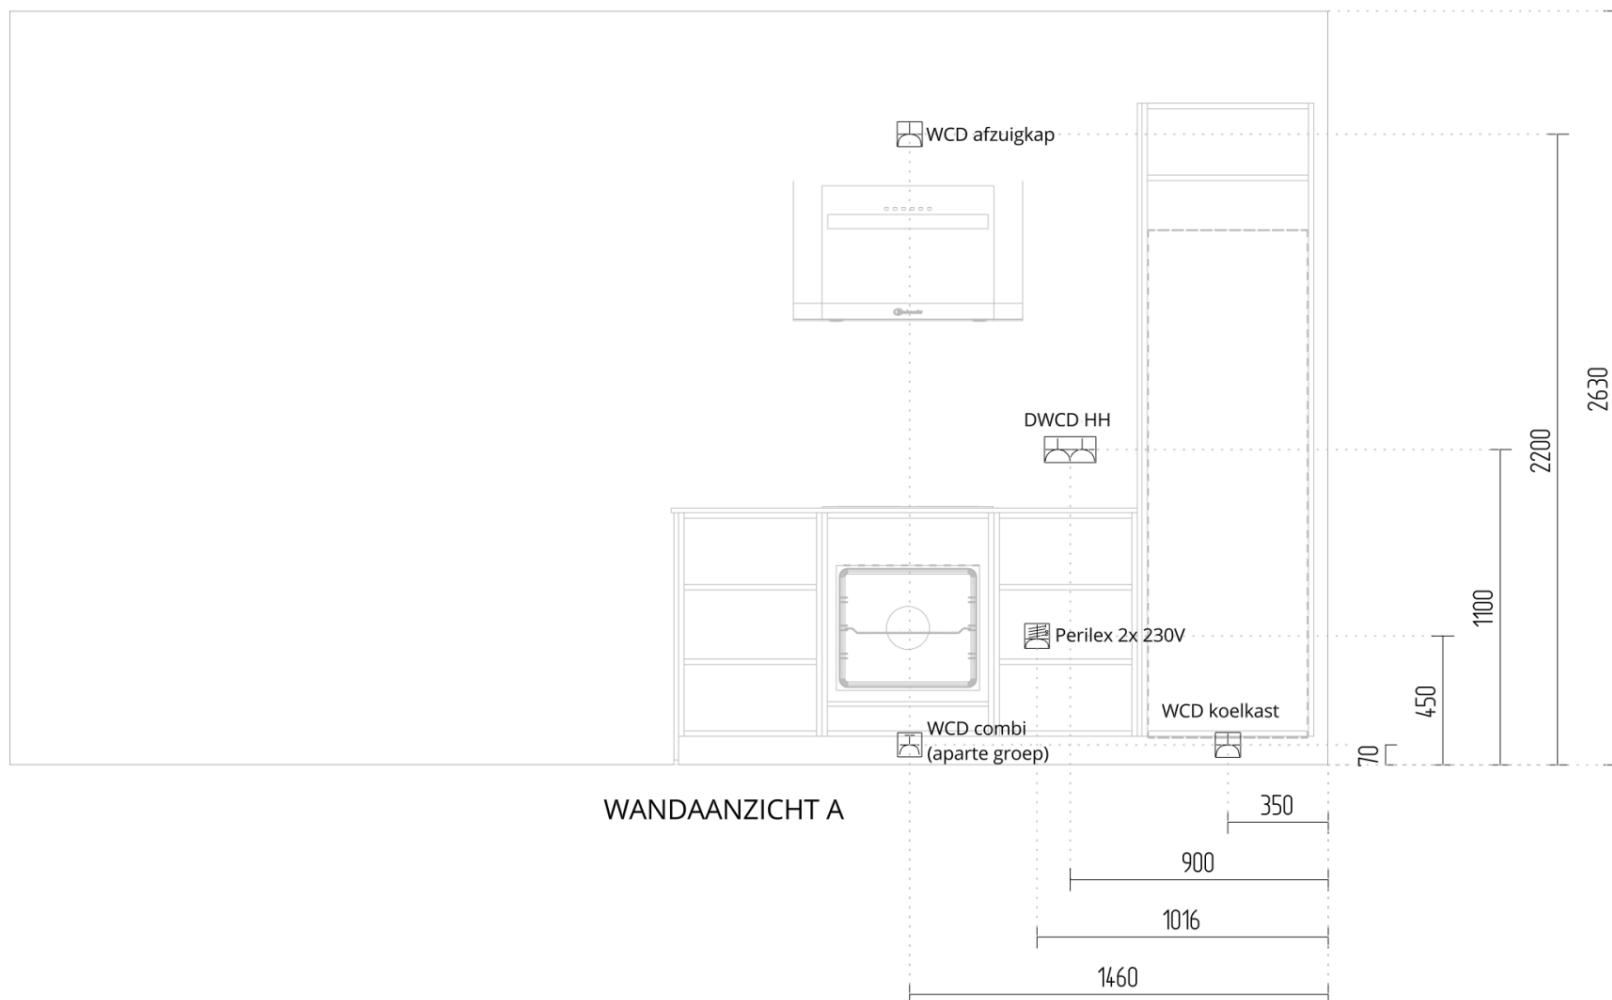 WCD afzuigkap
2630
DWCD HH
2200
1100
Perilex 2x 230V
450
WCD koelkast
WCD combi
(aparte groep)
70
WANDAANZICHT A
350
900
1016
1460